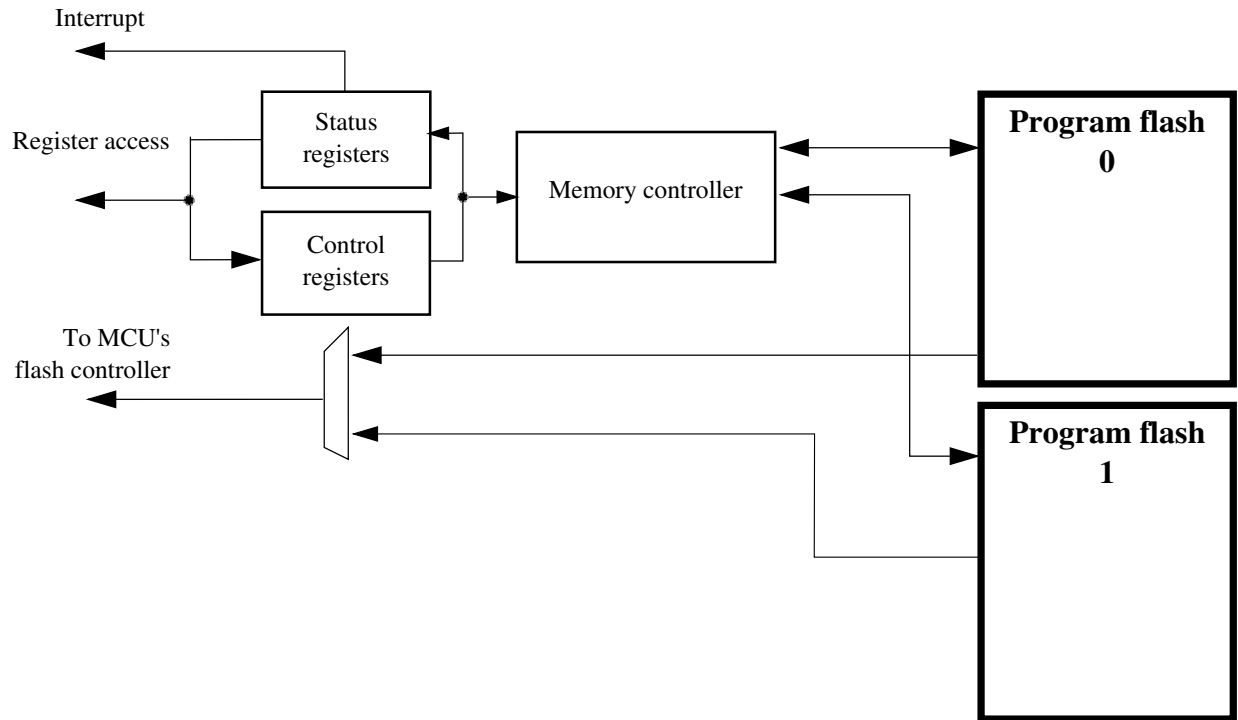 Interrupt
Register access
Status
registers
Control
registers
Memory controller
Program flash
0
To MCU's
flash controller
Program flash
1